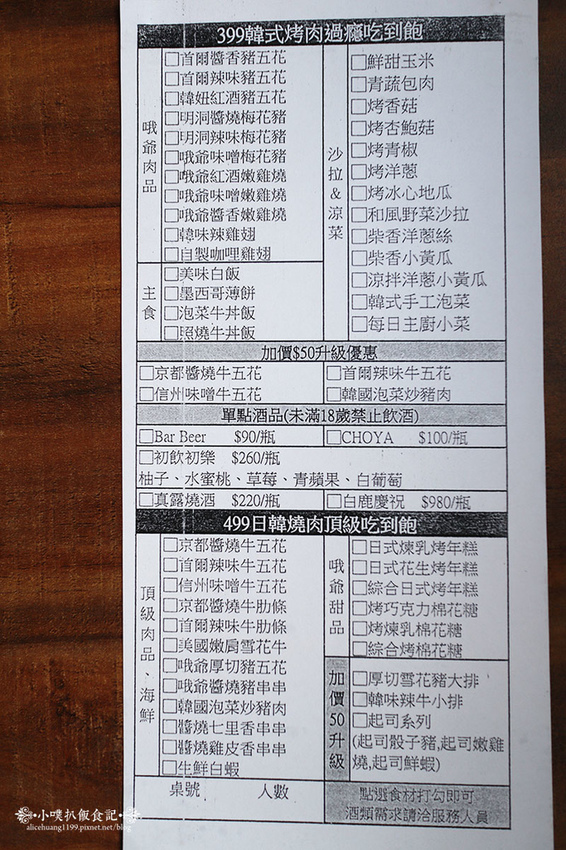 399韓式烤肉過癮吃到飽
哦爺肉品
□首爾醬香豬五花
□首爾辣味豬五花
□韓妞紅酒豬五花
□明洞醬燒梅花豬
□明洞辣味梅花豬
□哦爺味噌梅花豬
□哦爺紅酒嫩雞燒
□哦爺味噌嫩雞燒
□哦爺醬香嫩雞燒
□韓味辣雞翅
□自製咖哩雞翅
主食
□美味白飯
□墨西哥薄餅
□泡菜牛丼飯
□照燒牛丼飯
沙拉&涼菜
□鮮甜玉米
□青蔬包肉
□烤香菇
□烤杏鮑菇
□烤青椒
□烤洋蔥
□烤冰心地瓜
□和風野菜沙拉
□柴香洋蔥絲
□柴香小黃瓜
□涼拌洋蔥小黃瓜
□韓式手工泡菜
□每日主廚小菜
加價$50升級優惠
□京都醬燒牛五花 □首爾辣味牛五花
□信州味噌牛五花 □韓國泡菜炒豬肉
單點酒品(未滿18歲禁止飲酒)
□Bar Beer $90/瓶 □CHOYA $100/瓶
□初飲初樂 $260/瓶
柚子、水蜜桃、草莓、青蘋果、白葡萄
□真露燒酒 $220/瓶 □白鹿慶祝 $980/瓶
499日韓燒肉頂級吃到飽
頂級肉品、海鮮
□京都醬燒牛五花
□首爾辣味牛五花
□信州味噌牛五花
□京都醬燒牛肋條
□首爾辣味牛肋條
□美國嫩肩雪花牛
□哦爺厚切豬五花
□哦爺醬燒豬串串
□韓國泡菜炒豬肉
□醬燒七里香串串
□醬燒雞皮香串串
□生鮮白蝦
哦爺甜品
□日式煉乳烤年糕
□日式花生烤年糕
□綜合日式烤年糕
□烤巧克力棉花糖
□烤煉乳棉花糖
□綜合烤棉花糖
加價50升級
□厚切雪花豬大排
□韓味辣牛小排
□起司系列
(起司骰子豬,起司嫩雞
燒,起司鮮蝦)
桌號 人數
點選食材打勾即可
酒類需求請洽服務人員
小噗扒飯食記
alicehuang1199.pixnet.net/blog